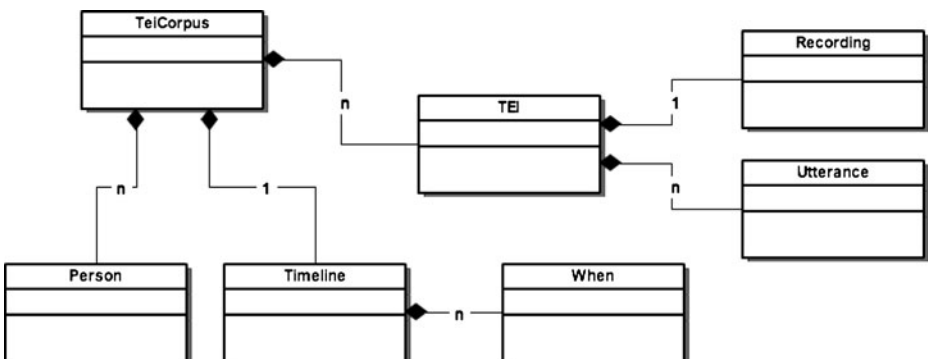 TeiCorpus
Recording
n
TEI
1
Utterance
n
n
1
Person
Timeline
When
n